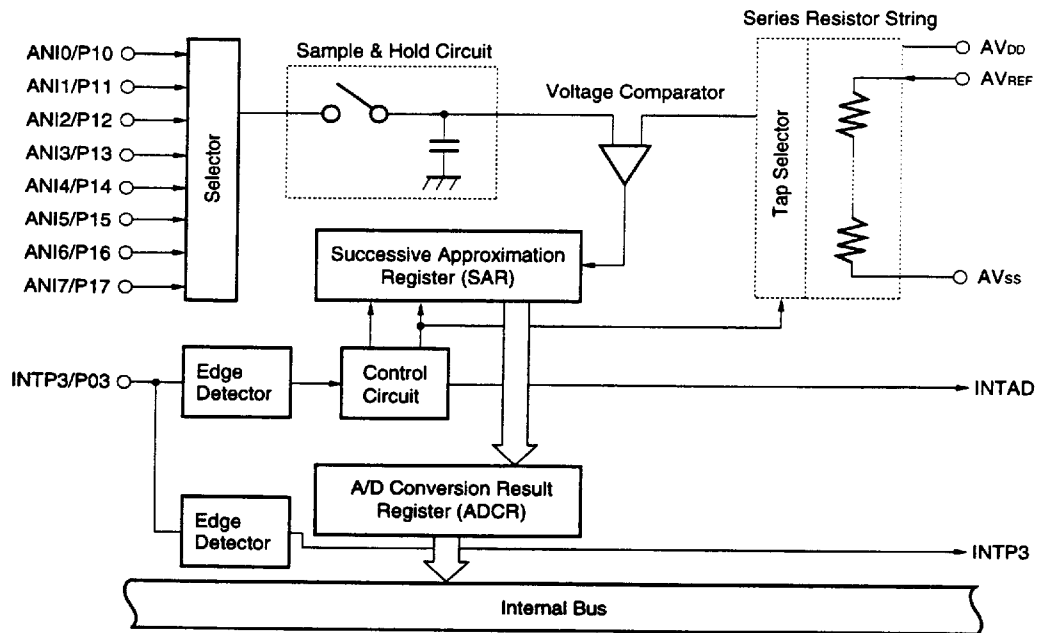 Series Resistor String
ANI0/P10
ANI1/P11
ANI2/P12
ANI3/P13
ANI4/P14
ANI5/P15
ANI6/P16
ANI7/P17
Selector
Sample & Hold Circuit
Voltage Comparator
Tap Selector
AVDD
AVREF
AVSS
Successive Approximation
Register (SAR)
INTP3/P03
Edge
Detector
Control
Circuit
INTAD
A/D Conversion Result
Register (ADCR)
Edge
Detector
INTP3
Internal Bus